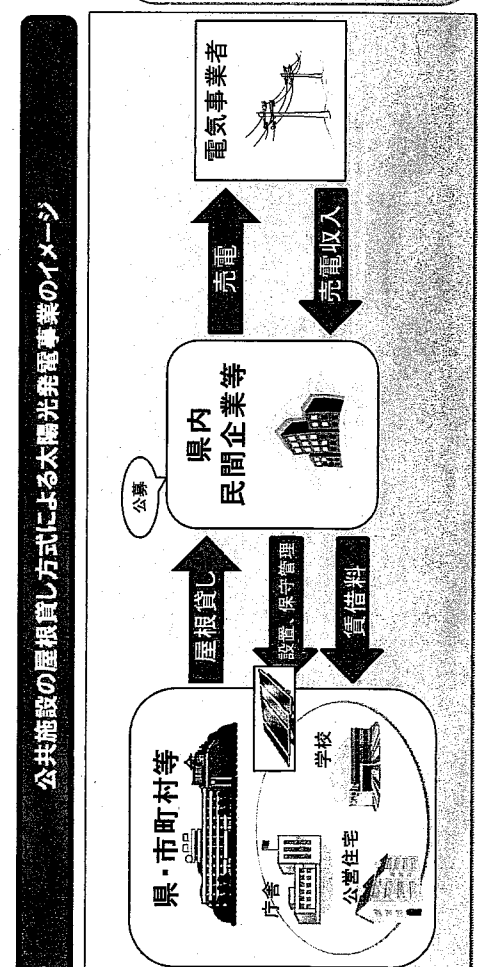 公共施設の屋根貸し方式による太陽光発電事業のイメージ
県・市町村等
庁舎
学校
公営住宅
屋根貸し
設置、保守管理
賃借料
公募
県内
民間企業等
売電
売電収入
電気事業者